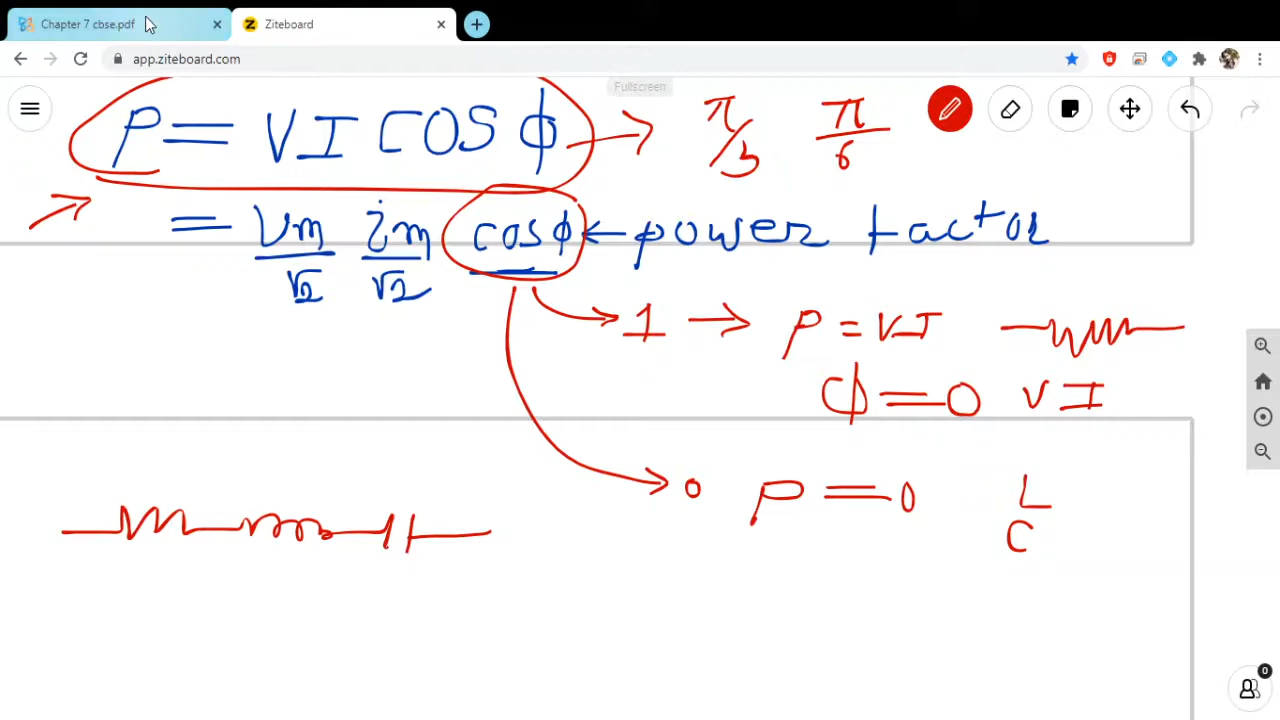 Chapter 7 cbse.pdf
Ziteboard
app.ziteboard.com
Fullscreen
P = VI COS ϕ → π/3 π/6
= Vm/√2 im/√2 cosϕ ← power factor
1 → P = VI
ϕ = 0 V I
0 P = 0 L
C
0